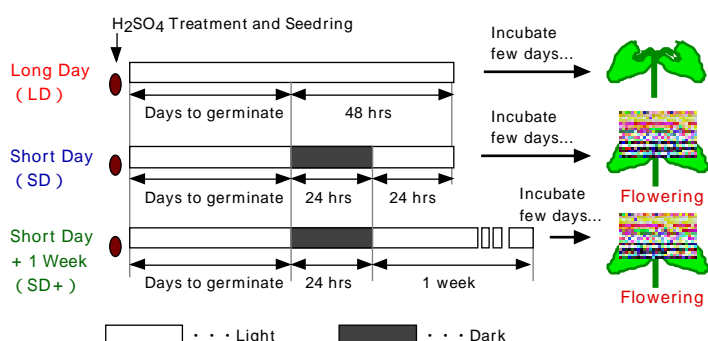 H2SO4 Treatment and Seedring
Long Day
( LD )
Incubate
few days...
Days to germinate
48 hrs
Short Day
( SD )
Incubate
few days...
Days to germinate
24 hrs
24 hrs
Flowering
Short Day
+ 1 Week
( SD+ )
Incubate
few days...
Days to germinate
24 hrs
1 week
Flowering
・・・Light
・・・Dark